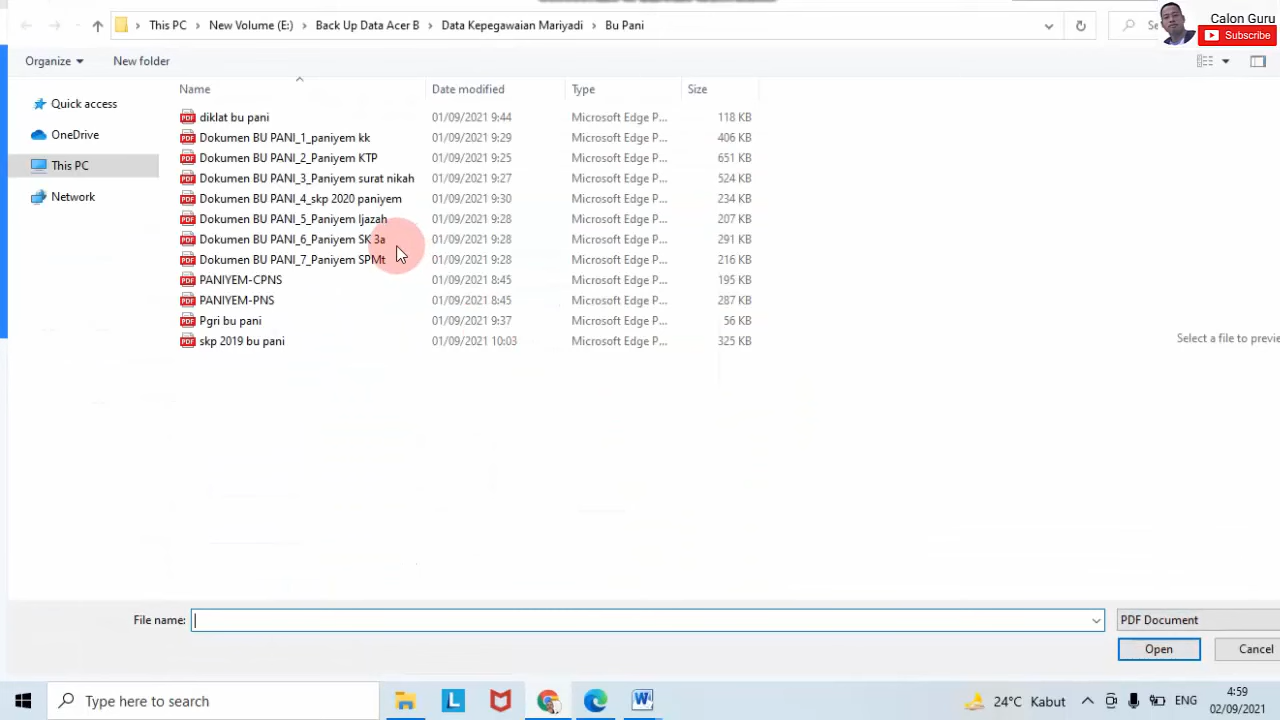 Calon Guru
Subscribe
This PC › New Volume (E:) › Back Up Data Acer B › Data Kepegawaian Mariyadi › Bu Pani
Organize New folder
Name Date modified Type Size
Quick access
OneDrive
This PC
Network
diklat bu pani 01/09/2021 9:44 Microsoft Edge P... 118 KB
Dokumen BU PANI_1_paniyem kk 01/09/2021 9:29 Microsoft Edge P... 406 KB
Dokumen BU PANI_2_Paniyem KTP 01/09/2021 9:25 Microsoft Edge P... 651 KB
Dokumen BU PANI_3_Paniyem surat nikah 01/09/2021 9:27 Microsoft Edge P... 524 KB
Dokumen BU PANI_4_skp 2020 paniyem 01/09/2021 9:30 Microsoft Edge P... 234 KB
Dokumen BU PANI_5_Paniyem Ijazah 01/09/2021 9:28 Microsoft Edge P... 207 KB
Dokumen BU PANI_6_Paniyem SK 3a 01/09/2021 9:28 Microsoft Edge P... 291 KB
Dokumen BU PANI_7_Paniyem SPMt 01/09/2021 9:28 Microsoft Edge P... 216 KB
PANIYEM-CPNS 01/09/2021 8:45 Microsoft Edge P... 195 KB
PANIYEM-PNS 01/09/2021 8:45 Microsoft Edge P... 287 KB
Pgri bu pani 01/09/2021 9:37 Microsoft Edge P... 56 KB
skp 2019 bu pani 01/09/2021 10:03 Microsoft Edge P... 325 KB
Select a file to previe
File name: PDF Document
Open Cancel
Type here to search 24°C Kabut ENG 4:59
02/09/2021